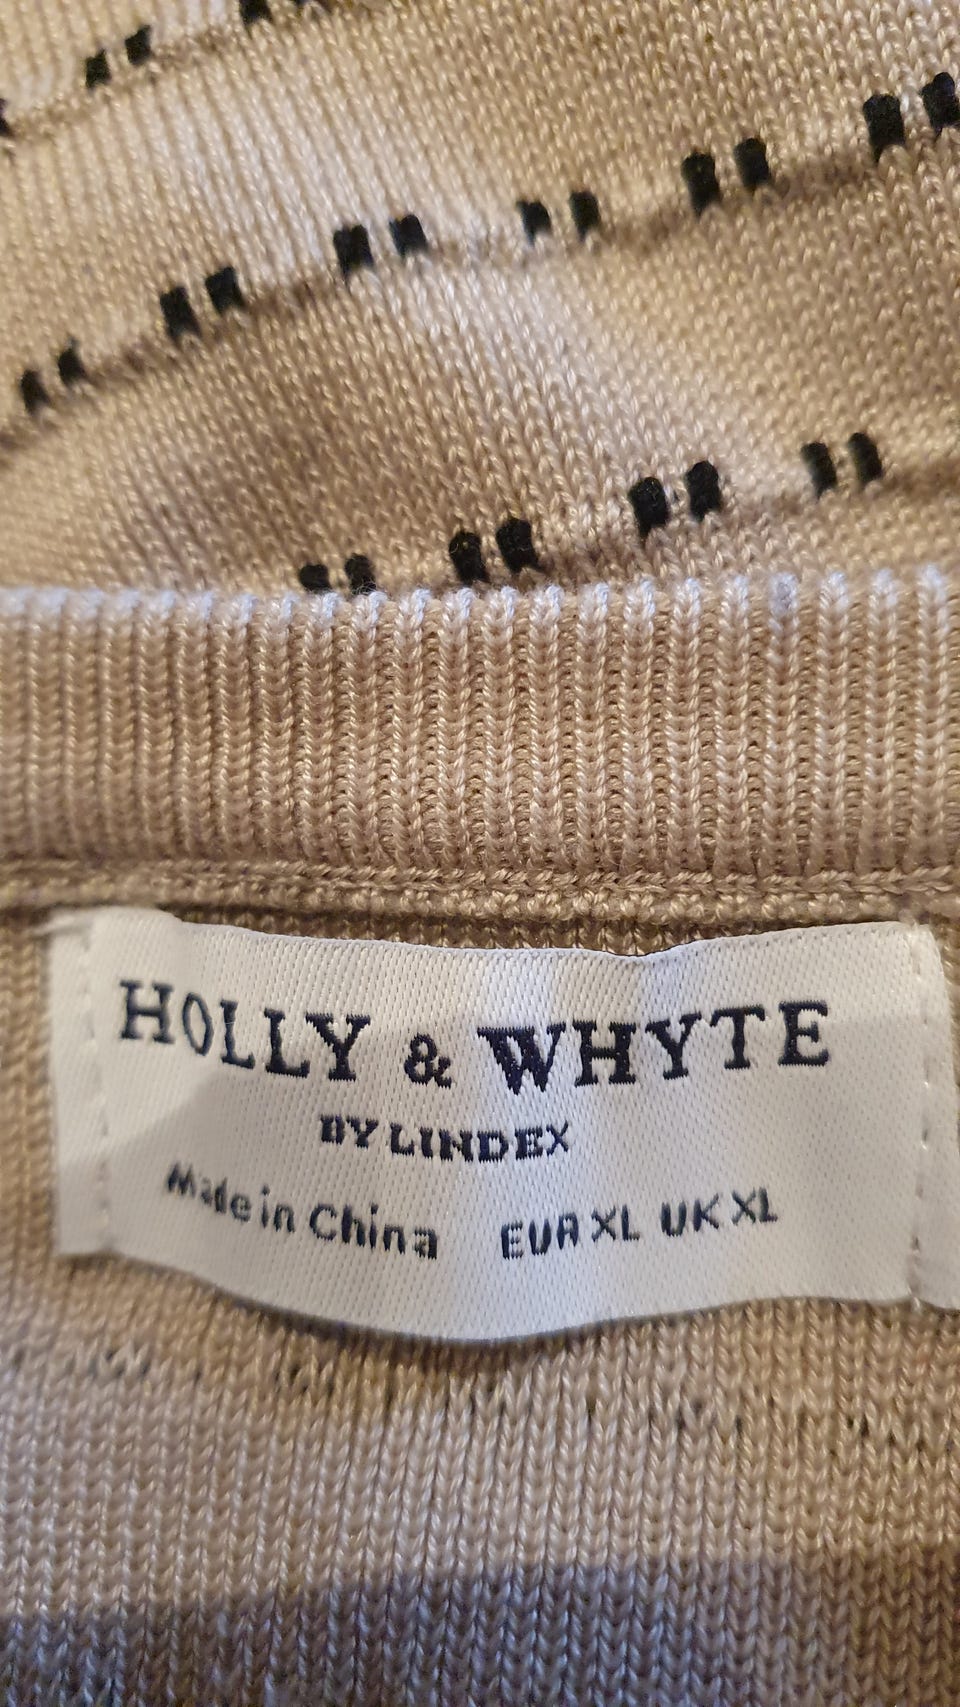 HOLLY & WHYTE
BY LINDEX
Made in China EUR XL UK XL